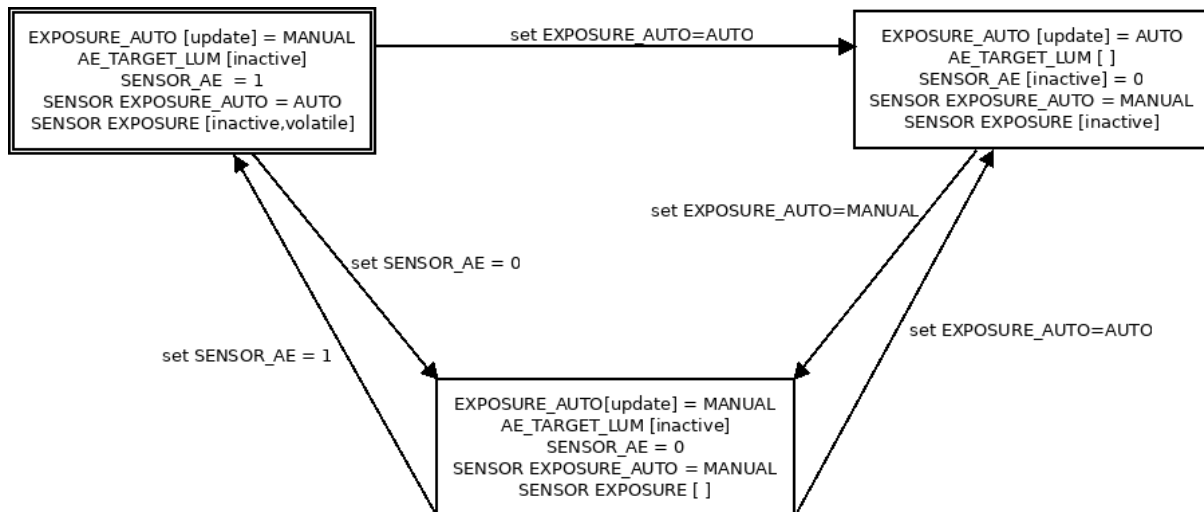 EXPOSURE_AUTO [update] = MANUAL
AE_TARGET_LUM [inactive]
SENSOR_AE = 1
SENSOR EXPOSURE_AUTO = AUTO
SENSOR EXPOSURE [inactive,volatile]
set EXPOSURE_AUTO=AUTO
EXPOSURE_AUTO [update] = AUTO
AE_TARGET_LUM [ ]
SENSOR_AE [inactive] = 0
SENSOR EXPOSURE_AUTO = MANUAL
SENSOR EXPOSURE [inactive]
set EXPOSURE_AUTO=MANUAL
set SENSOR_AE = 0
set EXPOSURE_AUTO=AUTO
set SENSOR_AE = 1
EXPOSURE_AUTO[update] = MANUAL
AE_TARGET_LUM [inactive]
SENSOR_AE = 0
SENSOR EXPOSURE_AUTO = MANUAL
SENSOR EXPOSURE [ ]